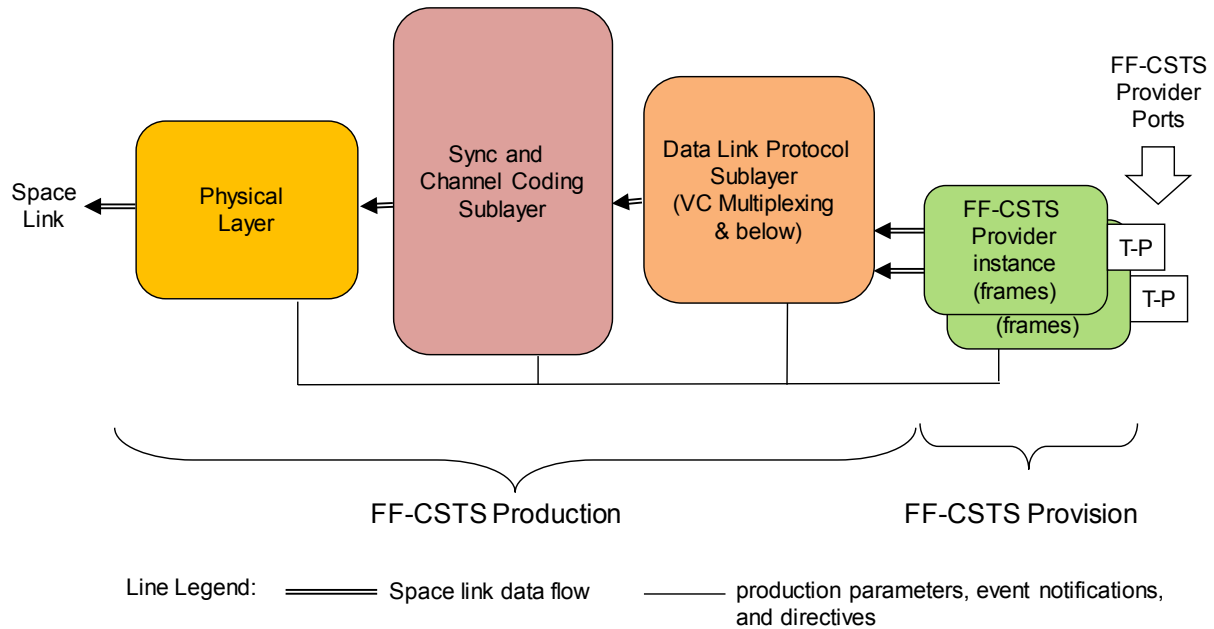 FF-CSTS
Provider
Ports
Space
Link
Physical
Layer
Sync and
Channel Coding
Sublayer
Data Link Protocol
Sublayer
(VC Multiplexing
& below)
FF-CSTS
Provider
instance
(frames)
(frames)
T-P
T-P
FF-CSTS Production
FF-CSTS Provision
Line Legend:
Space link data flow
production parameters, event notifications,
and directives